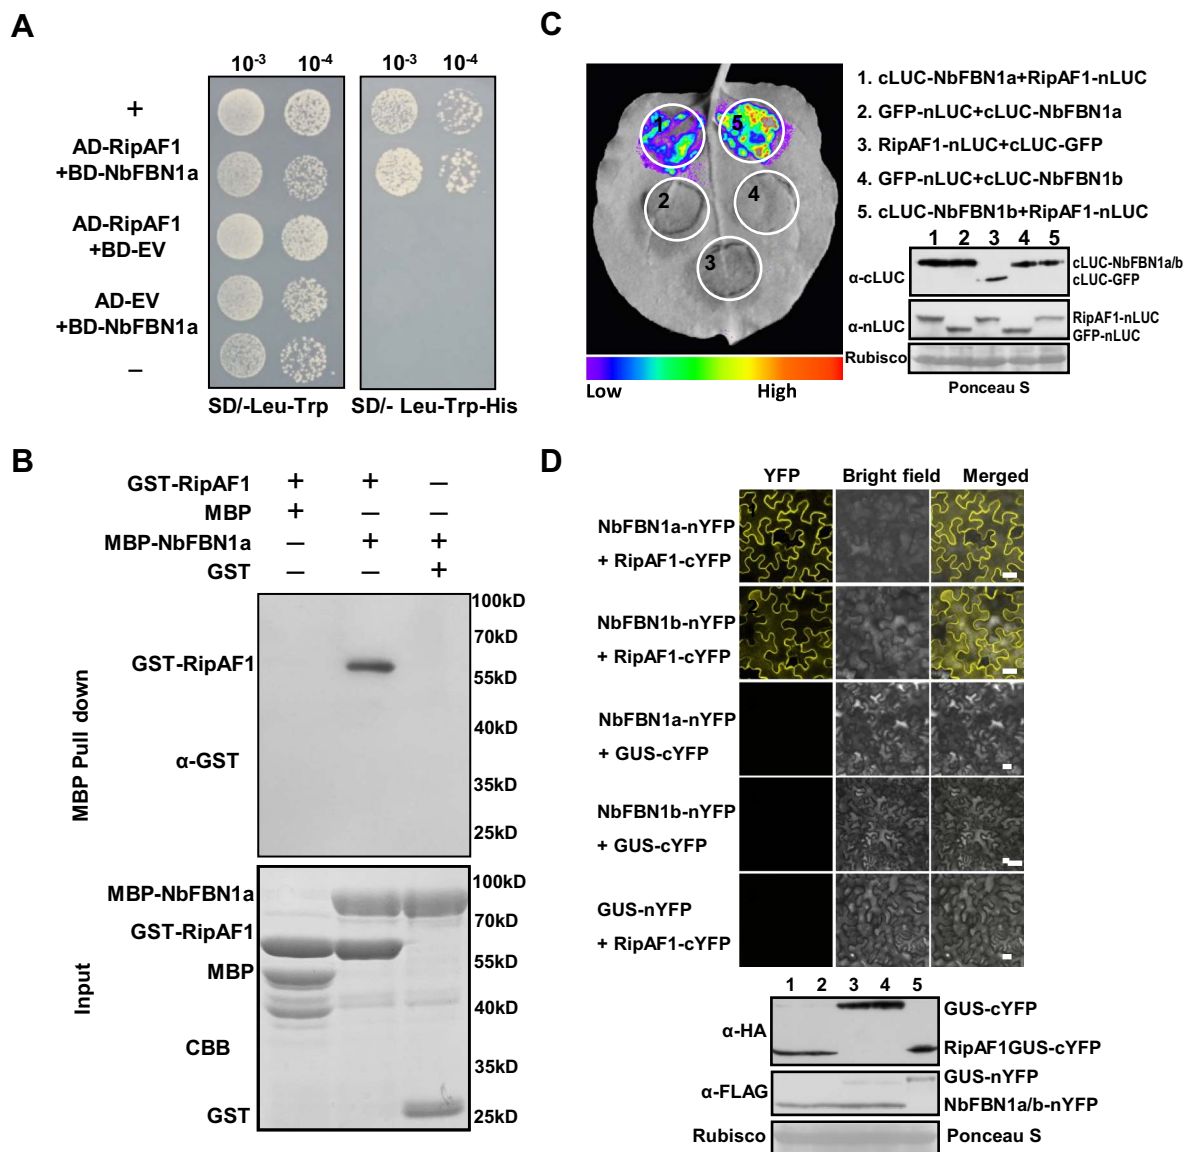 A
10-3 10-4 10-3 10-4
+
AD-RipAF1
+BD-NbFBN1a
AD-RipAF1
+BD-EV
AD-EV
+BD-NbFBN1a
–
SD/-Leu-Trp SD/- Leu-Trp-His
B
GST-RipAF1 + + –
MBP + – –
MBP-NbFBN1a – + +
GST – – +
MBP Pull down
GST-RipAF1
α-GST
100kD
70kD
55kD
40kD
35kD
25kD
Input
MBP-NbFBN1a
GST-RipAF1
MBP
CBB
GST
100kD
70kD
55kD
40kD
35kD
25kD
C
1
5
2
4
3
Low High
1. cLUC-NbFBN1a+RipAF1-nLUC
2. GFP-nLUC+cLUC-NbFBN1a
3. RipAF1-nLUC+cLUC-GFP
4. GFP-nLUC+cLUC-NbFBN1b
5. cLUC-NbFBN1b+RipAF1-nLUC
1 2 3 4 5
α-cLUC
cLUC-NbFBN1a/b
cLUC-GFP
α-nLUC
RipAF1-nLUC
GFP-nLUC
Rubisco
Ponceau S
D
YFP Bright field Merged
1
NbFBN1a-nYFP
+ RipAF1-cYFP
2
NbFBN1b-nYFP
+ RipAF1-cYFP
NbFBN1a-nYFP
+ GUS-cYFP
NbFBN1b-nYFP
+ GUS-cYFP
GUS-nYFP
+ RipAF1-cYFP
1 2 3 4 5
α-HA
GUS-cYFP
RipAF1GUS-cYFP
α-FLAG
GUS-nYFP
NbFBN1a/b-nYFP
Rubisco Ponceau S